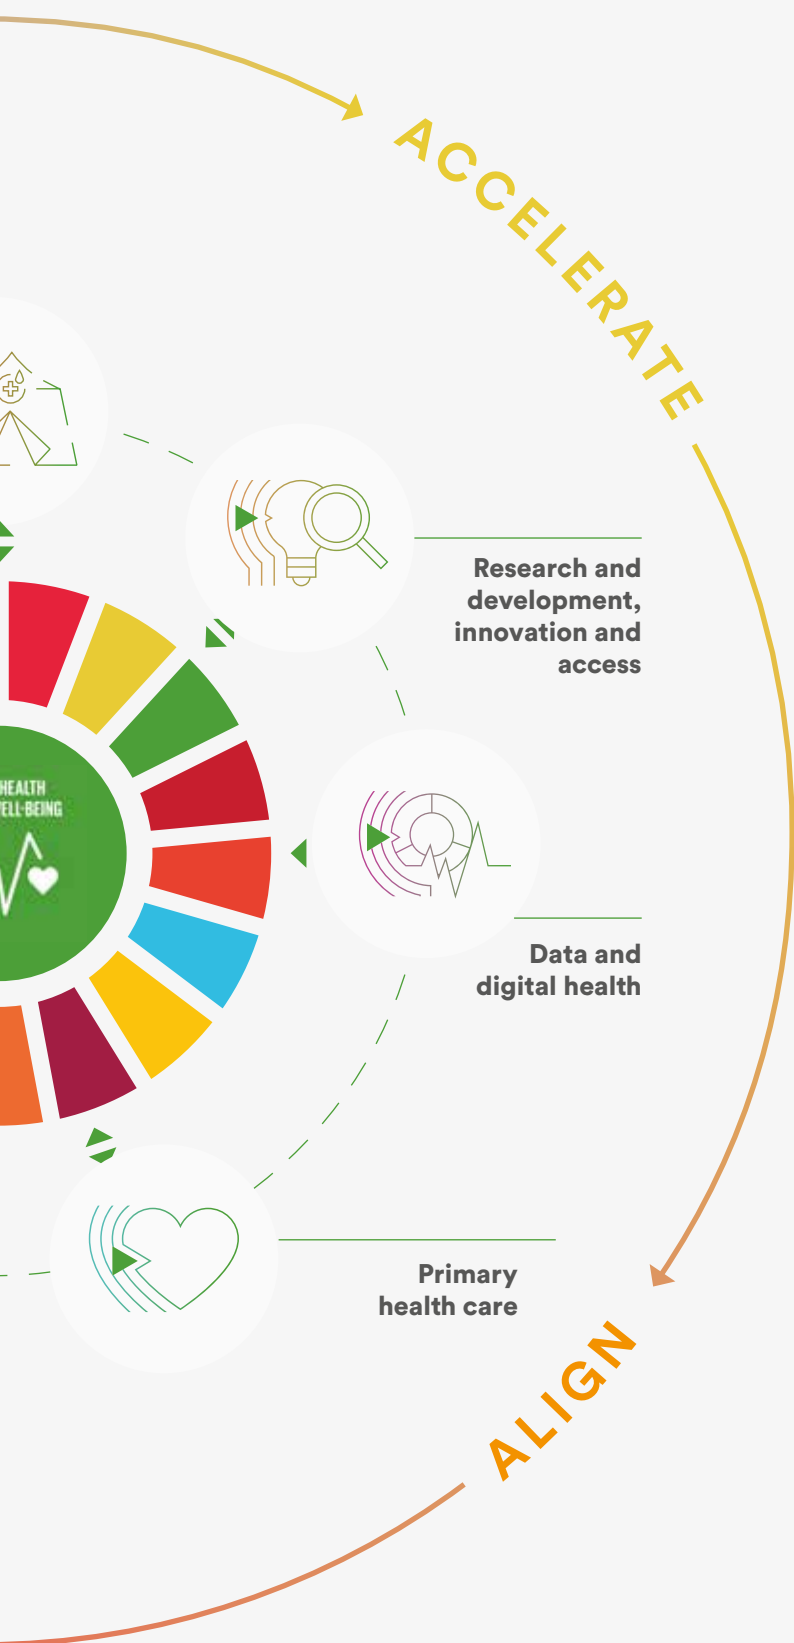 ACCELERATE
Research and
development,
innovation and
access
HEALTH
ELL-BEING
Data and
digital health
Primary
health care
ALIGN